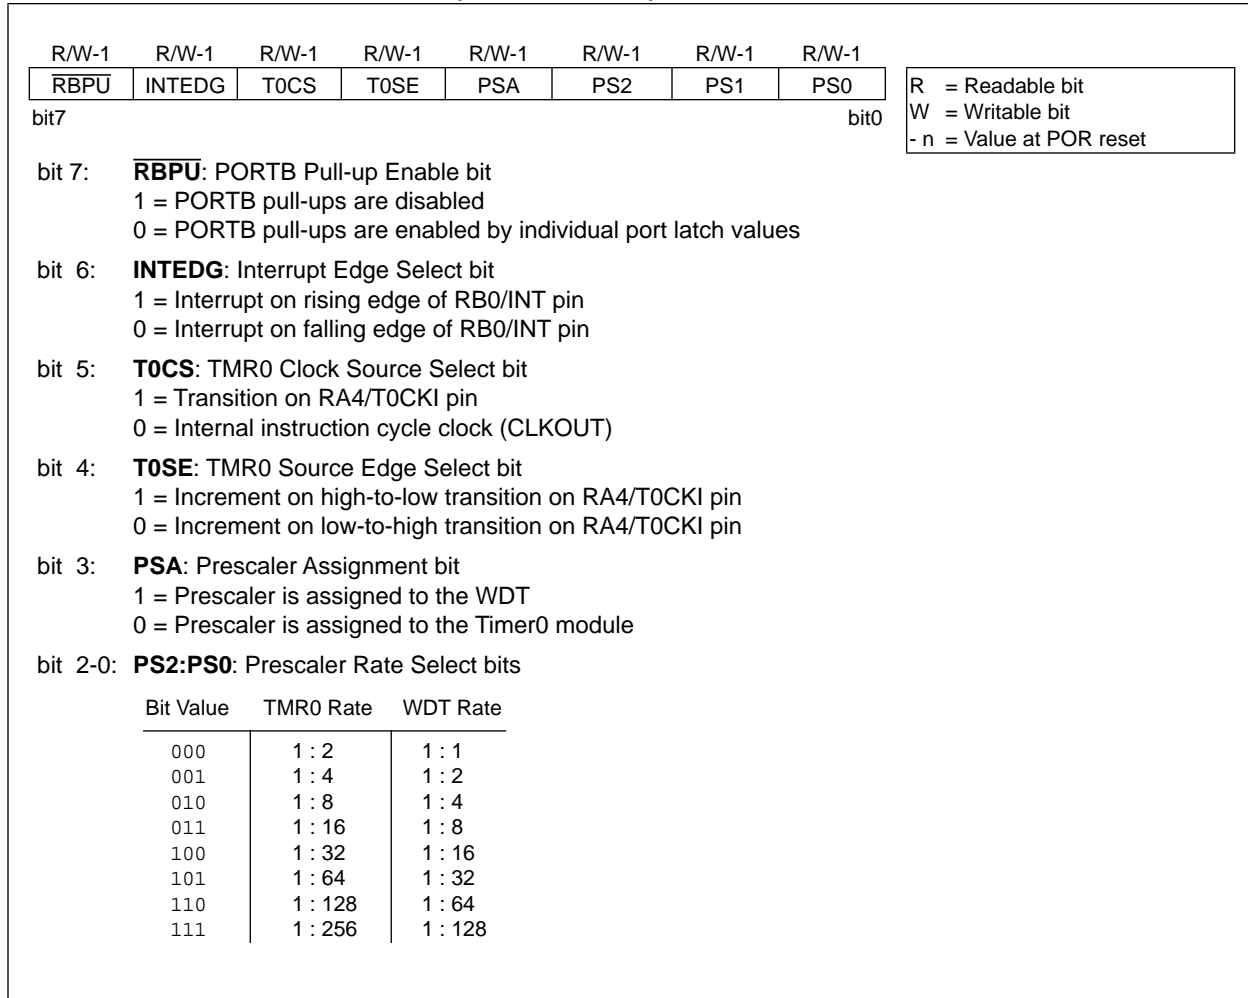 R/W-1 R/W-1 R/W-1 R/W-1 R/W-1 R/W-1 R/W-1 R/W-1
RBPU INTEDG T0CS T0SE PSA PS2 PS1 PS0
bit7 bit0
R = Readable bit
W = Writable bit
- n = Value at POR reset
bit 7: RBPU: PORTB Pull-up Enable bit
1 = PORTB pull-ups are disabled
0 = PORTB pull-ups are enabled by individual port latch values
bit 6: INTEDG: Interrupt Edge Select bit
1 = Interrupt on rising edge of RB0/INT pin
0 = Interrupt on falling edge of RB0/INT pin
bit 5: T0CS: TMR0 Clock Source Select bit
1 = Transition on RA4/T0CKI pin
0 = Internal instruction cycle clock (CLKOUT)
bit 4: T0SE: TMR0 Source Edge Select bit
1 = Increment on high-to-low transition on RA4/T0CKI pin
0 = Increment on low-to-high transition on RA4/T0CKI pin
bit 3: PSA: Prescaler Assignment bit
1 = Prescaler is assigned to the WDT
0 = Prescaler is assigned to the Timer0 module
bit 2-0: PS2:PS0: Prescaler Rate Select bits
Bit Value TMR0 Rate WDT Rate
000 1 : 2 1 : 1
001 1 : 4 1 : 2
010 1 : 8 1 : 4
011 1 : 16 1 : 8
100 1 : 32 1 : 16
101 1 : 64 1 : 32
110 1 : 128 1 : 64
111 1 : 256 1 : 128